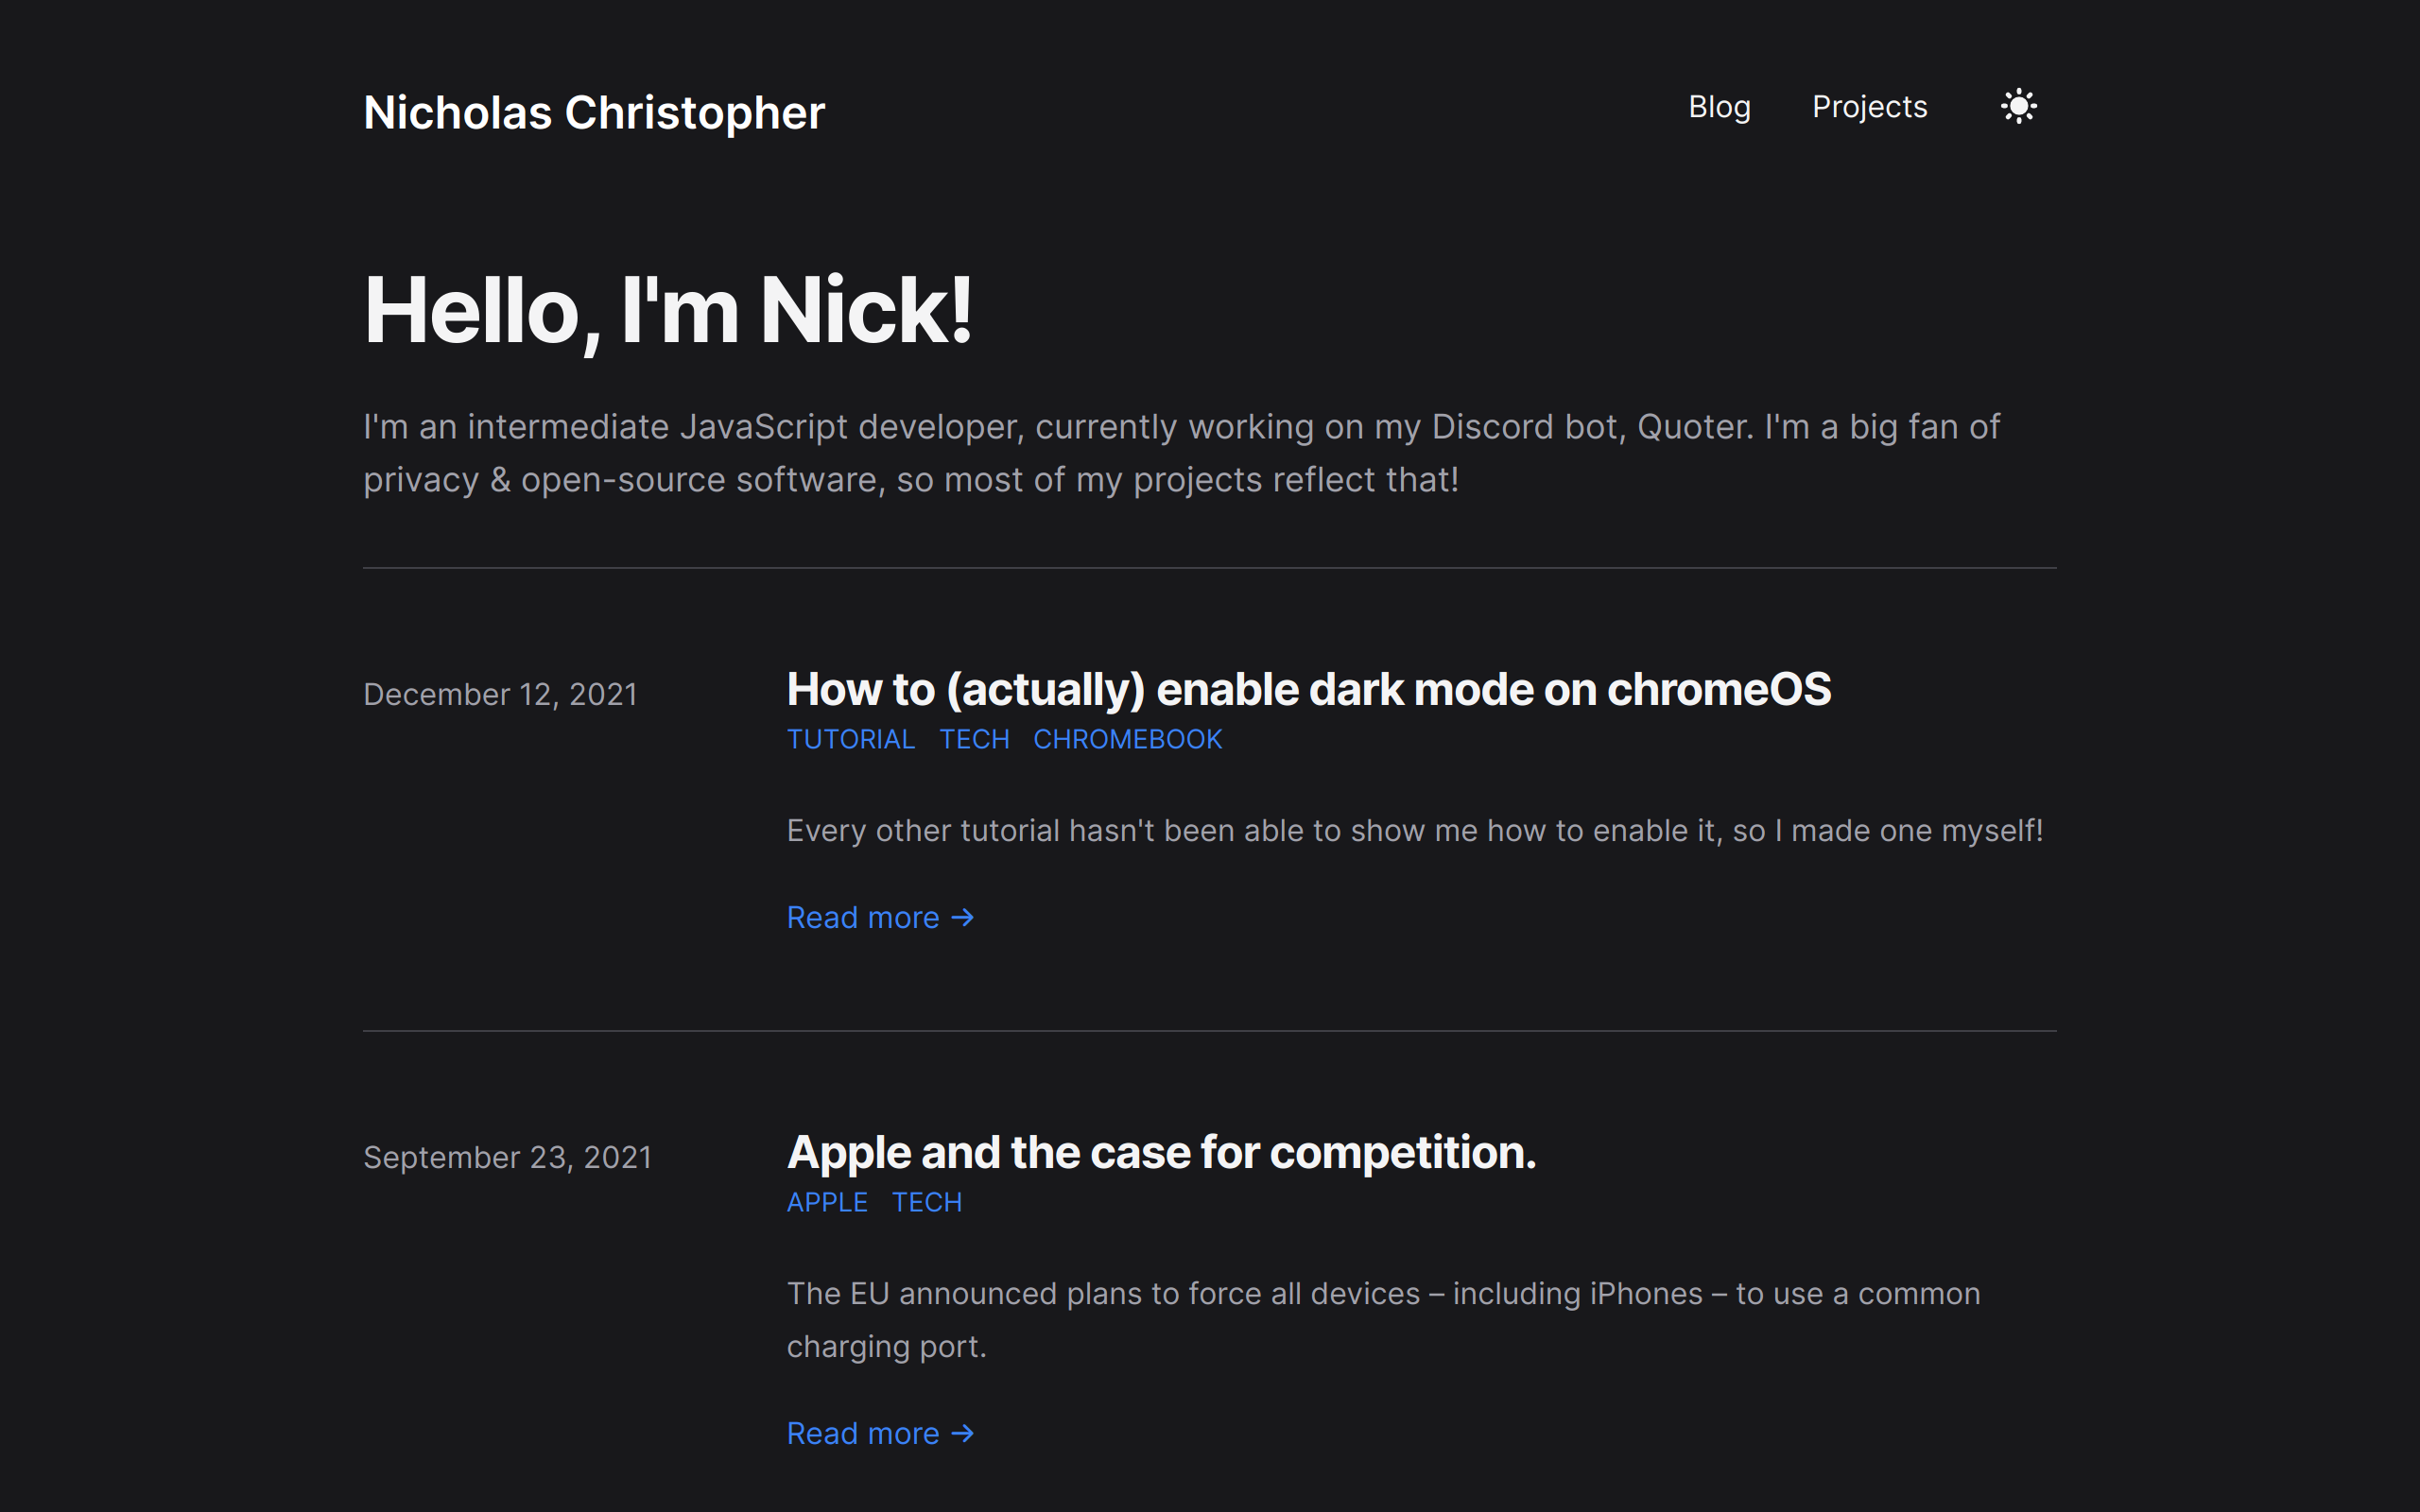 Nicholas Christopher
Blog
Projects
Hello, I'm Nick!
I'm an intermediate JavaScript developer, currently working on my Discord bot, Quoter. I'm a big fan of
privacy & open-source software, so most of my projects reflect that!
December 12, 2021
How to (actually) enable dark mode on chromeOS
TUTORIAL TECH CHROMEBOOK
Every other tutorial hasn't been able to show me how to enable it, so I made one myself!
Read more →
September 23, 2021
Apple and the case for competition.
APPLE TECH
The EU announced plans to force all devices – including iPhones – to use a common
charging port.
Read more →